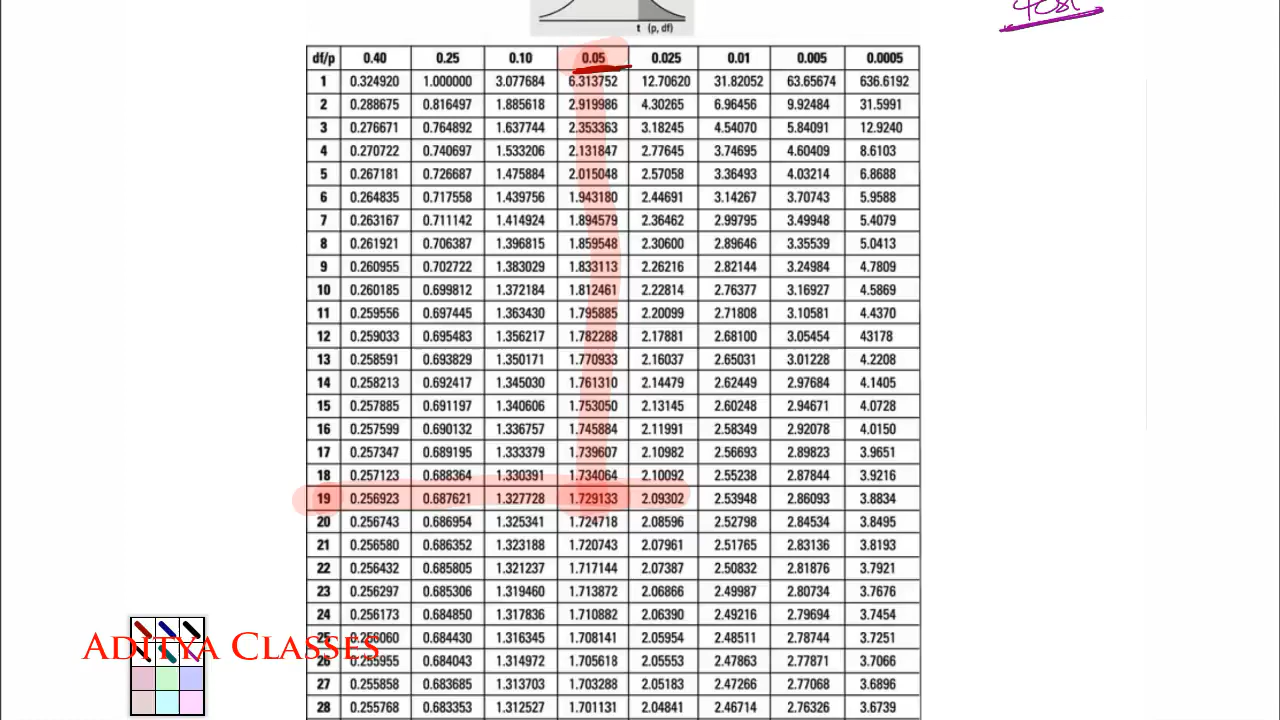 t (p, df)
df/p 0.40 0.25 0.10 0.05 0.025 0.01 0.005 0.0005
1 0.324920 1.000000 3.077684 6.313752 12.70620 31.82052 63.65674 636.6192
2 0.288675 0.816497 1.885618 2.919986 4.30265 6.96456 9.92484 31.5991
3 0.276671 0.764892 1.637744 2.353363 3.18245 4.54070 5.84091 12.9240
4 0.270722 0.740697 1.533206 2.131847 2.77645 3.74695 4.60409 8.6103
5 0.267181 0.726687 1.475884 2.015048 2.57058 3.36493 4.03214 6.8688
6 0.264835 0.717558 1.439756 1.943180 2.44691 3.14267 3.70743 5.9588
7 0.263167 0.711142 1.414924 1.894579 2.36462 2.99795 3.49948 5.4079
8 0.261921 0.706387 1.396815 1.859548 2.30600 2.89646 3.35539 5.0413
9 0.260955 0.702722 1.383029 1.833113 2.26216 2.82144 3.24984 4.7809
10 0.260185 0.699812 1.372184 1.812461 2.22814 2.76377 3.16927 4.5869
11 0.259556 0.697445 1.363430 1.795885 2.20099 2.71808 3.10581 4.4370
12 0.259033 0.695483 1.356217 1.782288 2.17881 2.68100 3.05454 43178
13 0.258591 0.693829 1.350171 1.770933 2.16037 2.65031 3.01228 4.2208
14 0.258213 0.692417 1.345030 1.761310 2.14479 2.62449 2.97684 4.1405
15 0.257885 0.691197 1.340606 1.753050 2.13145 2.60248 2.94671 4.0728
16 0.257599 0.690132 1.336757 1.745884 2.11991 2.58349 2.92078 4.0150
17 0.257347 0.689195 1.333379 1.739607 2.10982 2.56693 2.89823 3.9651
18 0.257123 0.688364 1.330391 1.734064 2.10092 2.55238 2.87844 3.9216
19 0.256923 0.687621 1.327728 1.729133 2.09302 2.53948 2.86093 3.8834
20 0.256743 0.686954 1.325341 1.724718 2.08596 2.52798 2.84534 3.8495
21 0.256580 0.686352 1.323188 1.720743 2.07961 2.51765 2.83136 3.8193
22 0.256432 0.685805 1.321237 1.717144 2.07387 2.50832 2.81876 3.7921
23 0.256297 0.685306 1.319460 1.713872 2.06866 2.49987 2.80734 3.7676
24 0.256173 0.684850 1.317836 1.710882 2.06390 2.49216 2.79694 3.7454
25 0.256060 0.684430 1.316345 1.708141 2.05954 2.48511 2.78744 3.7251
26 0.255955 0.684043 1.314972 1.705618 2.05553 2.47863 2.77871 3.7066
27 0.255858 0.683685 1.313703 1.703288 2.05183 2.47266 2.77068 3.6896
28 0.255768 0.683353 1.312527 1.701131 2.04841 2.46714 2.76326 3.6739
Aditya Classes